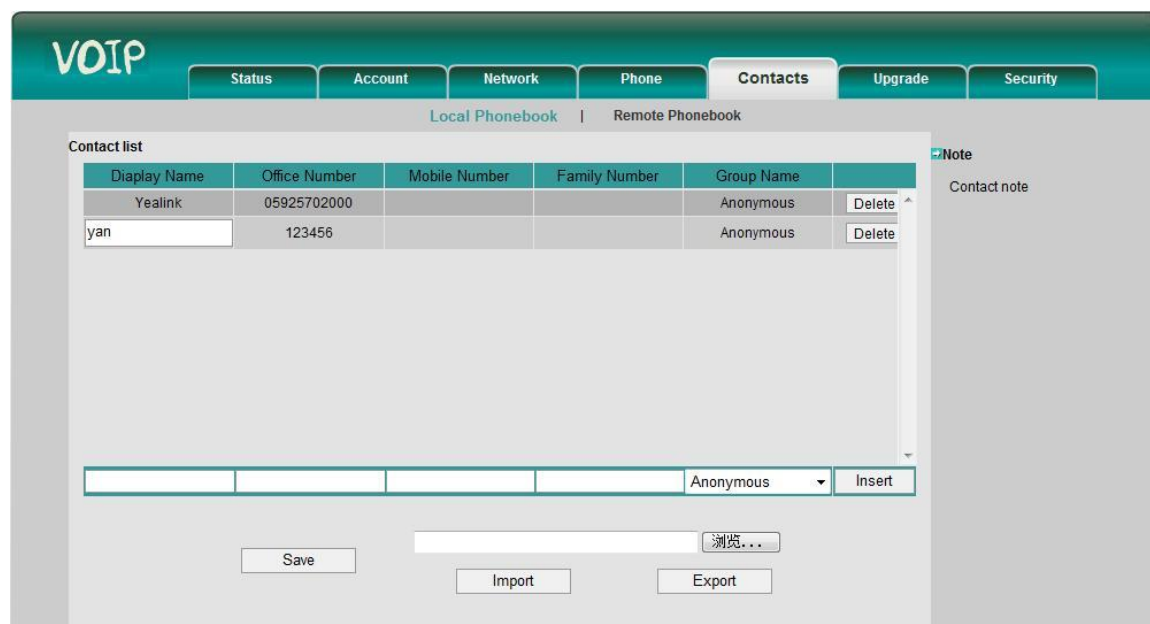 VOIP
Status Account Network Phone Contacts Upgrade Security
Local Phonebook | Remote Phonebook
Contact list
Note
Contact note
Diaplay Name Office Number Mobile Number Family Number Group Name
Yealink 05925702000 Anonymous Delete
yan 123456 Anonymous Delete
Anonymous Insert
浏览...
Save
Import Export